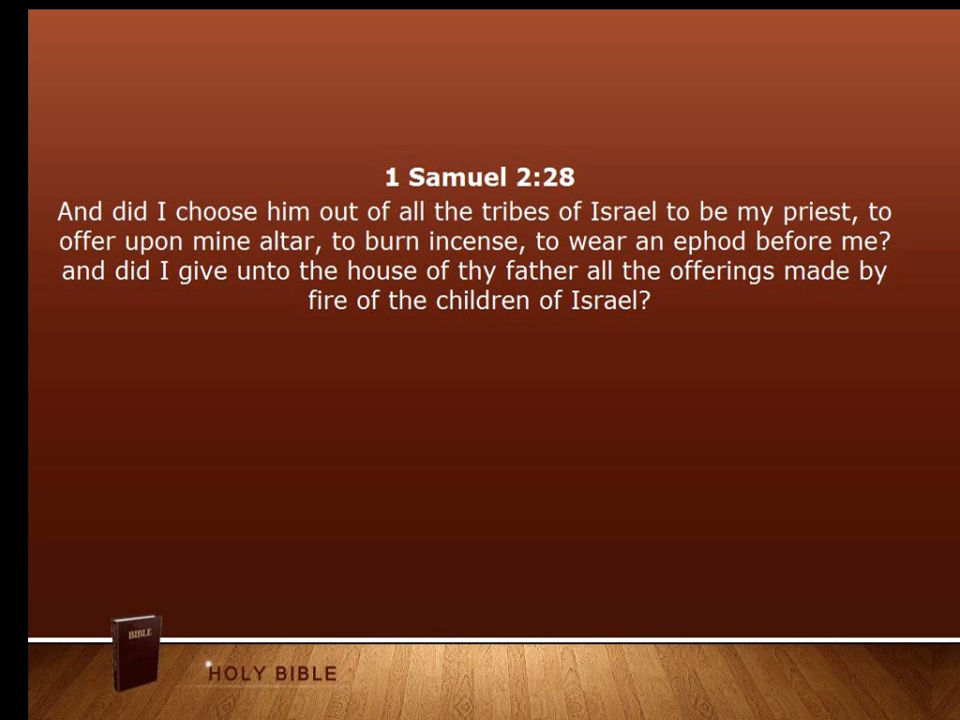 1 Samuel 2:28
And did I choose him out of all the tribes of Israel to be my priest, to
offer upon mine altar, to burn incense, to wear an ephod before me?
and did I give unto the house of thy father all the offerings made by
fire of the children of Israel?
BIBLE
HOLY BIBLE